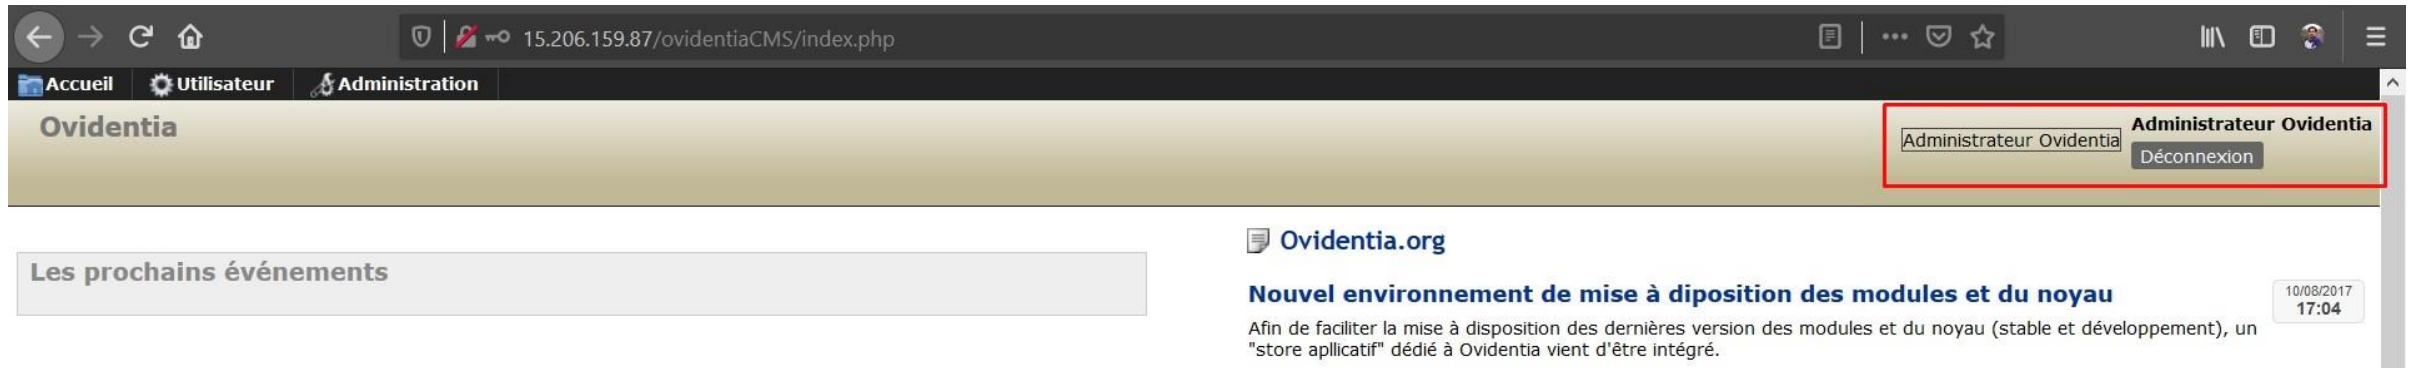 15.206.159.87/ovidentiaCMS/index.php
Accueil Utilisateur Administration
Ovidentia
Administrateur Ovidentia
Administrateur Ovidentia
Déconnexion
Les prochains événements
Ovidentia.org
Nouvel environnement de mise à diposition des modules et du noyau
10/08/2017
17:04
Afin de faciliter la mise à disposition des dernières version des modules et du noyau (stable et développement), un
"store apllicatif" dédié à Ovidentia vient d'être intégré.